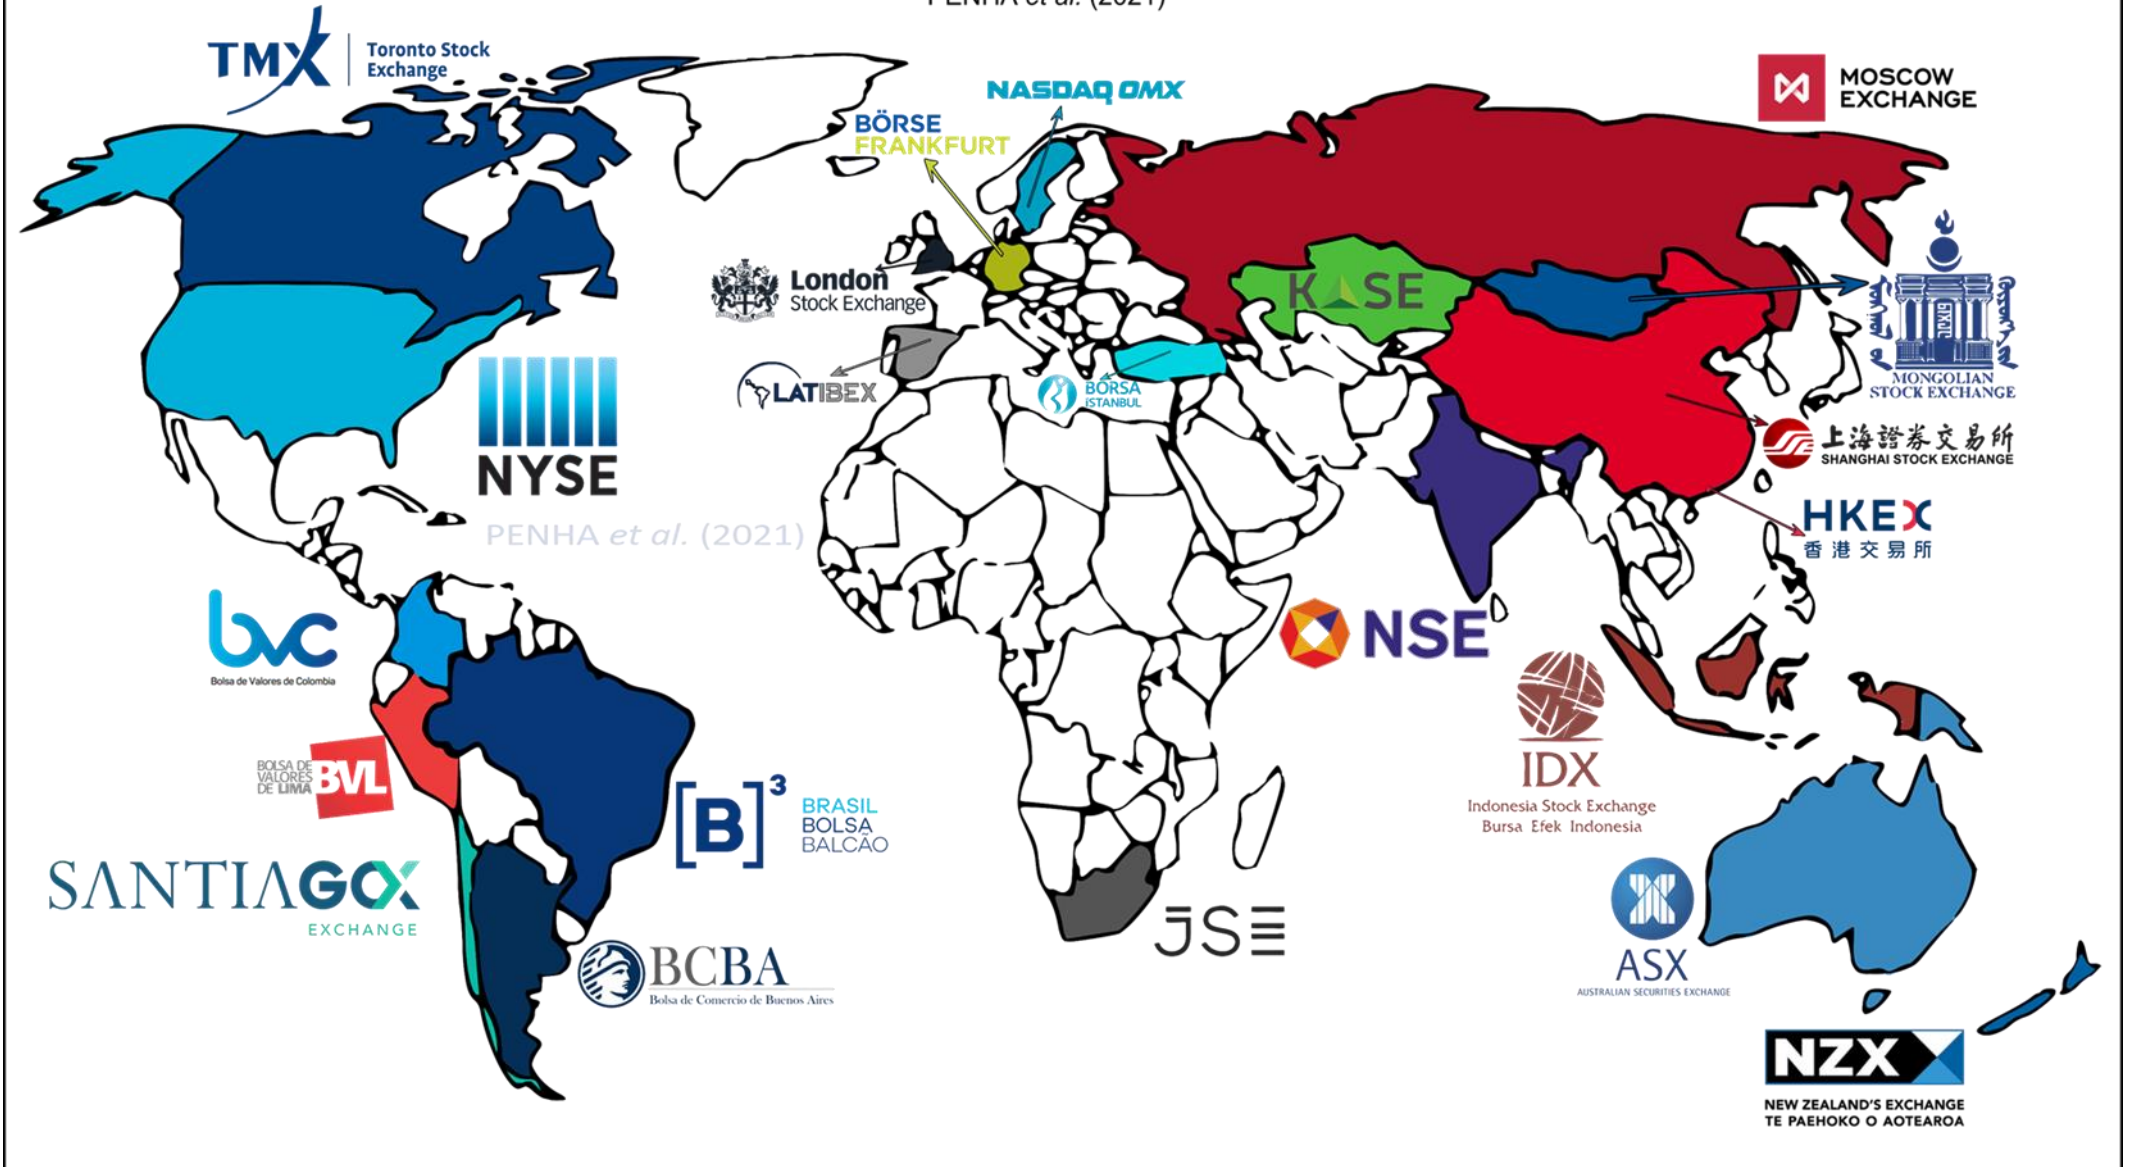 PENHA et al. (2021)
TMX
Toronto Stock
Exchange
NASDAQ OMX
BÖRSE
FRANKFURT
MOSCOW
EXCHANGE
London
Stock Exchange
KASE
MONGOLIAN
STOCK EXCHANGE
LATIBEX
BORSA
İSTANBUL
NYSE
上海證券交易所
SHANGHAI STOCK EXCHANGE
HKEX
香港交易所
PENHA et al. (2021)
bvc
Bolsa de Valores de Colombia
NSE
BOLSA DE
VALORES
DE LIMA
BVL
[B]3
BRASIL
BOLSA
BALCÃO
IDX
Indonesia Stock Exchange
Bursa Efek Indonesia
SANTIAGOX
EXCHANGE
JSE
ASX
AUSTRALIAN SECURITIES EXCHANGE
BCBA
Bolsa de Comercio de Buenos Aires
NZX
NEW ZEALAND'S EXCHANGE
TE PAEHOKO O AOTEAROA